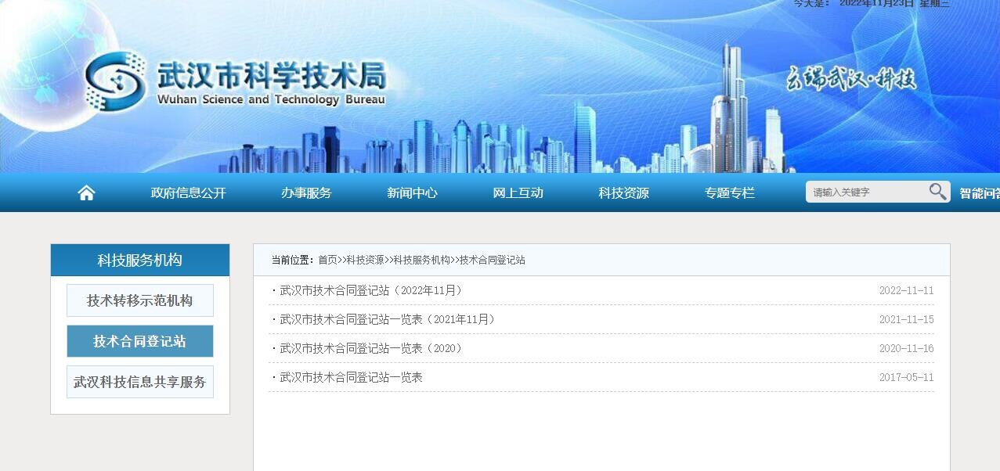 今天是： 2022年11月23日 星期三
武汉市科学技术局
Wuhan Science and Technology Bureau
云端武汉·科技
政府信息公开 办事服务 新闻中心 网上互动 科技资源 专题专栏 请输入关键字 智能问答
科技服务机构
技术转移示范机构
技术合同登记站
武汉科技信息共享服务
当前位置：首页>>科技资源>>科技服务机构>>技术合同登记站
·武汉市技术合同登记站（2022年11月） 2022-11-11
·武汉市技术合同登记站一览表（2021年11月） 2021-11-15
·武汉市技术合同登记站一览表（2020） 2020-11-16
·武汉市技术合同登记站一览表 2017-05-11